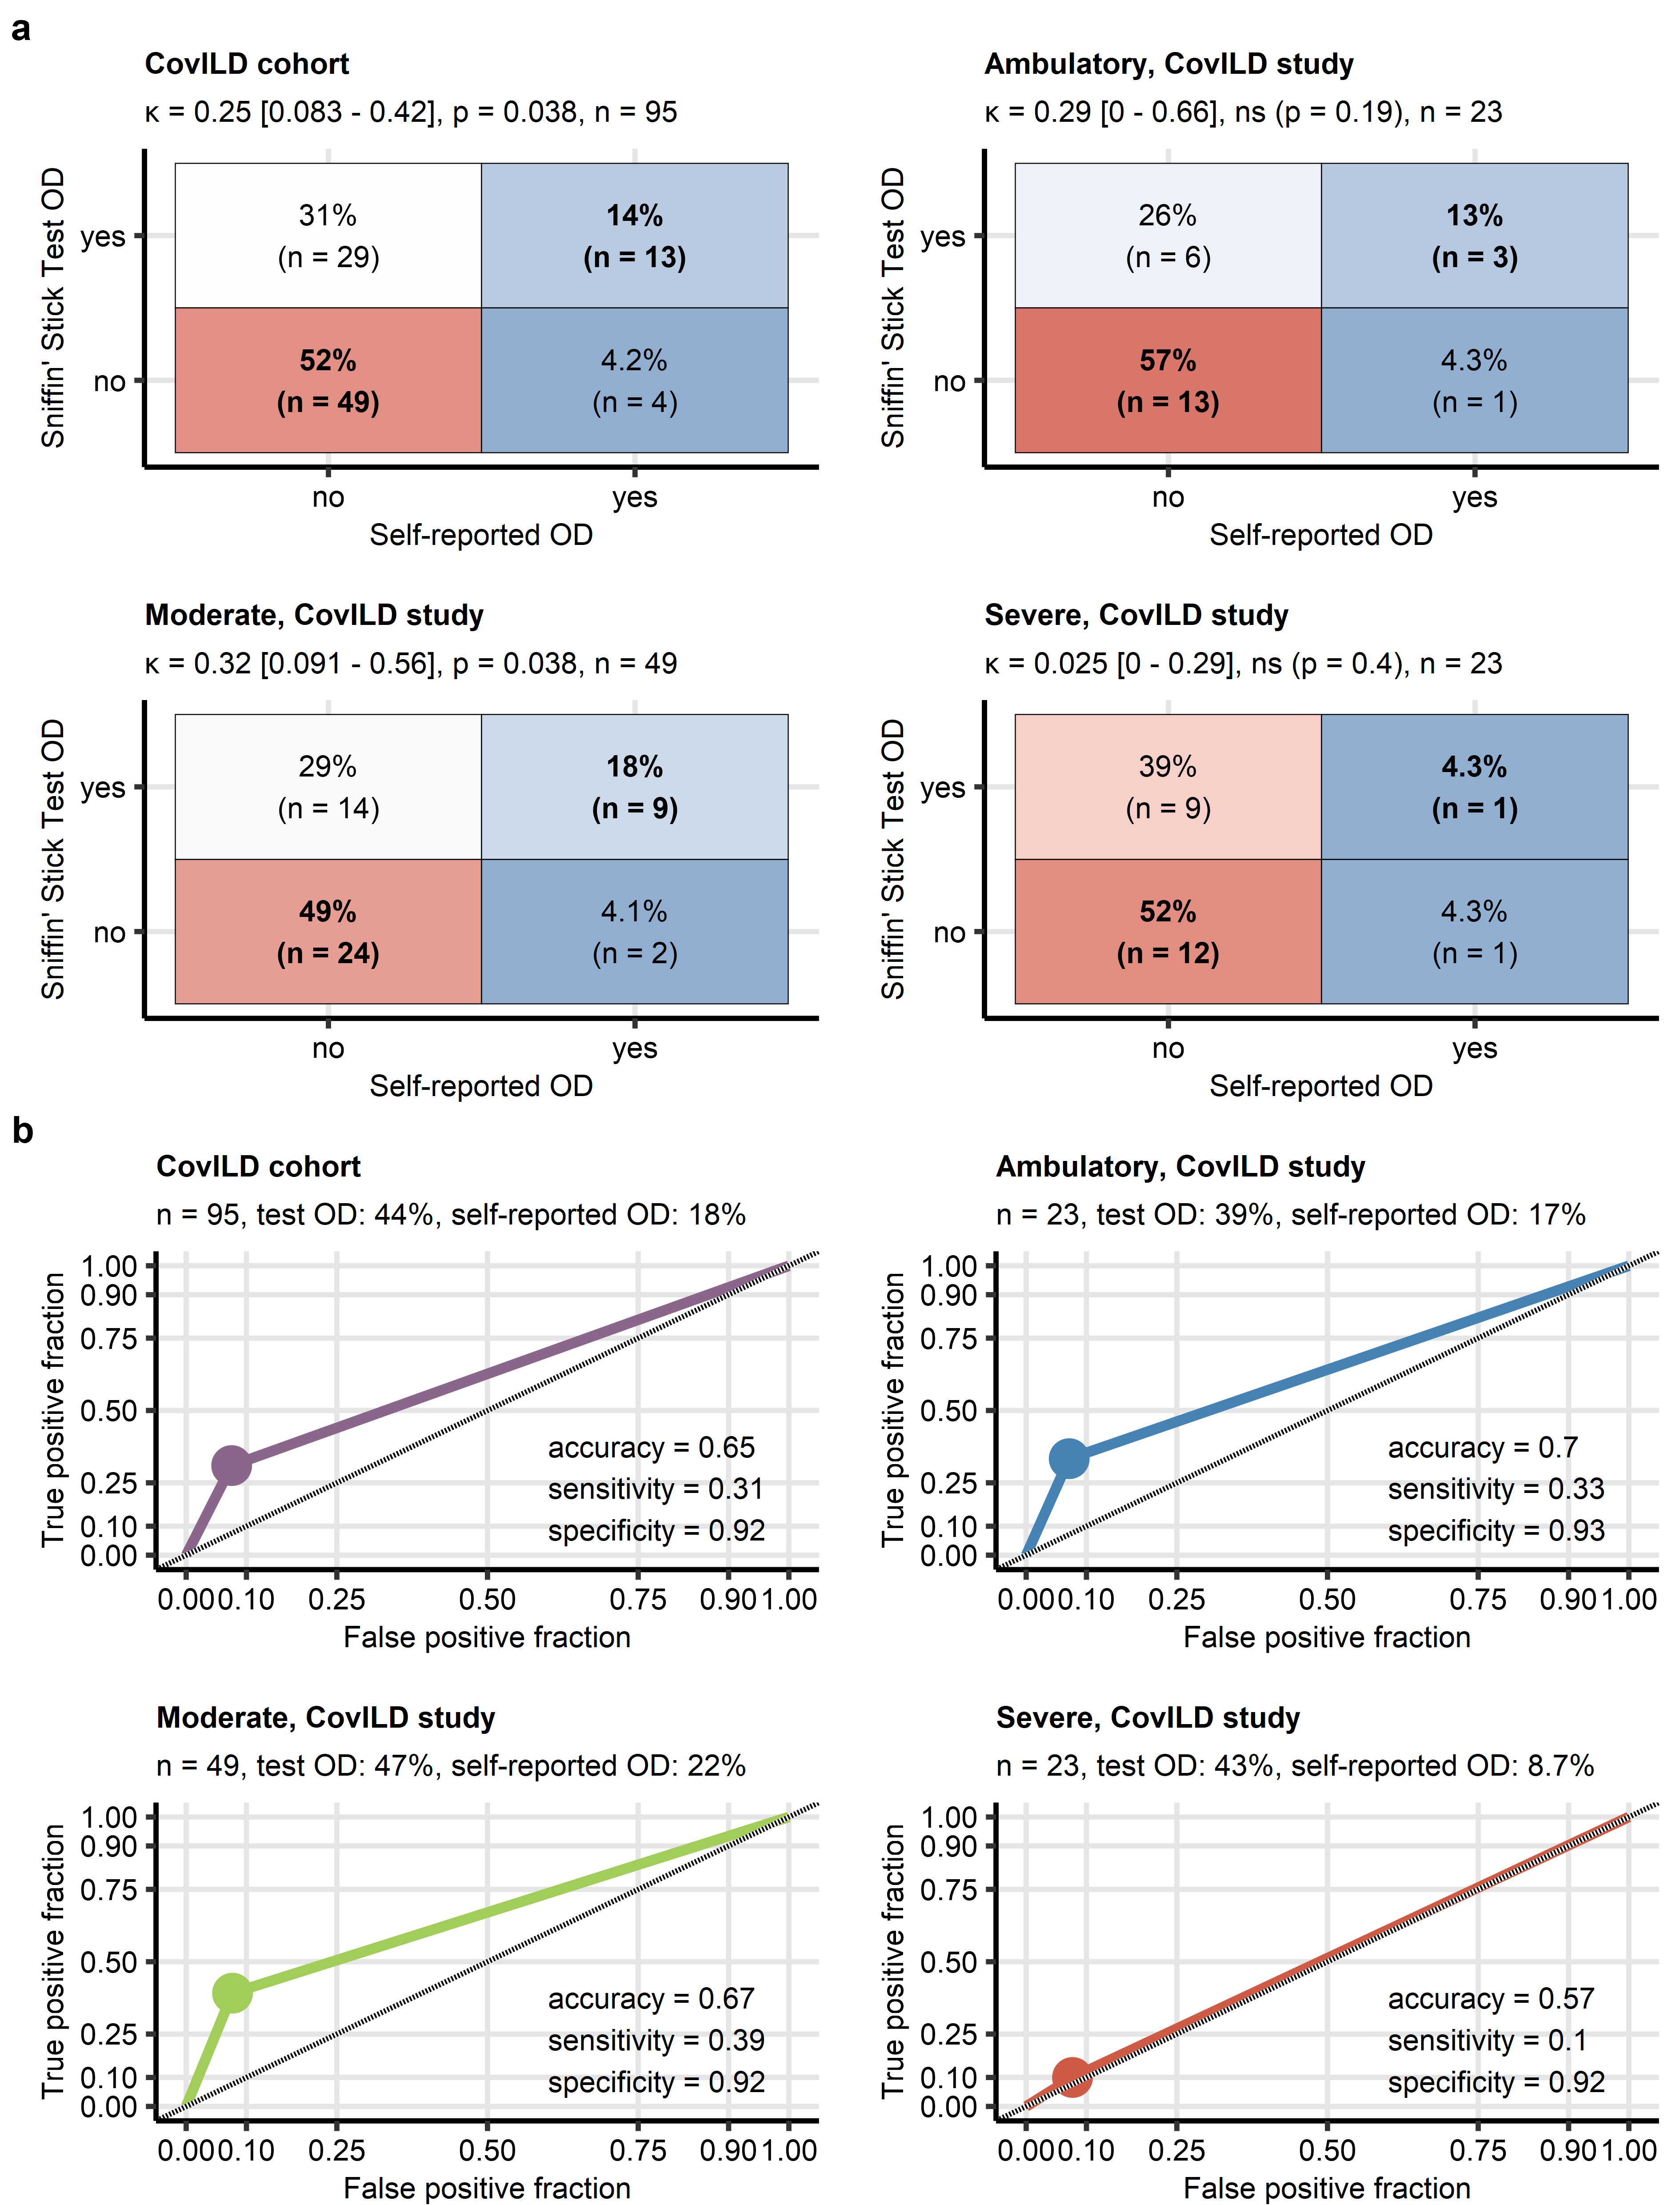 a
CovILD cohort
κ = 0.25 [0.083 - 0.42], p = 0.038, n = 95
Sniffin' Stick Test OD
yes
no
31%
(n = 29)
14%
(n = 13)
52%
(n = 49)
4.2%
(n = 4)
no yes
Self-reported OD
Ambulatory, CovILD study
κ = 0.29 [0 - 0.66], ns (p = 0.19), n = 23
Sniffin' Stick Test OD
yes
no
26%
(n = 6)
13%
(n = 3)
57%
(n = 13)
4.3%
(n = 1)
no yes
Self-reported OD
Moderate, CovILD study
κ = 0.32 [0.091 - 0.56], p = 0.038, n = 49
Sniffin' Stick Test OD
yes
no
29%
(n = 14)
18%
(n = 9)
49%
(n = 24)
4.1%
(n = 2)
no yes
Self-reported OD
Severe, CovILD study
κ = 0.025 [0 - 0.29], ns (p = 0.4), n = 23
Sniffin' Stick Test OD
yes
no
39%
(n = 9)
4.3%
(n = 1)
52%
(n = 12)
4.3%
(n = 1)
no yes
Self-reported OD
b
CovILD cohort
n = 95, test OD: 44%, self-reported OD: 18%
True positive fraction
1.00
0.90
0.75
0.50
0.25
0.10
0.00
accuracy = 0.65
sensitivity = 0.31
specificity = 0.92
0.00 0.10 0.25 0.50 0.75 0.90 1.00
False positive fraction
Ambulatory, CovILD study
n = 23, test OD: 39%, self-reported OD: 17%
True positive fraction
1.00
0.90
0.75
0.50
0.25
0.10
0.00
accuracy = 0.7
sensitivity = 0.33
specificity = 0.93
0.00 0.10 0.25 0.50 0.75 0.90 1.00
False positive fraction
Moderate, CovILD study
n = 49, test OD: 47%, self-reported OD: 22%
True positive fraction
1.00
0.90
0.75
0.50
0.25
0.10
0.00
accuracy = 0.67
sensitivity = 0.39
specificity = 0.92
0.00 0.10 0.25 0.50 0.75 0.90 1.00
False positive fraction
Severe, CovILD study
n = 23, test OD: 43%, self-reported OD: 8.7%
True positive fraction
1.00
0.90
0.75
0.50
0.25
0.10
0.00
accuracy = 0.57
sensitivity = 0.1
specificity = 0.92
0.00 0.10 0.25 0.50 0.75 0.90 1.00
False positive fraction